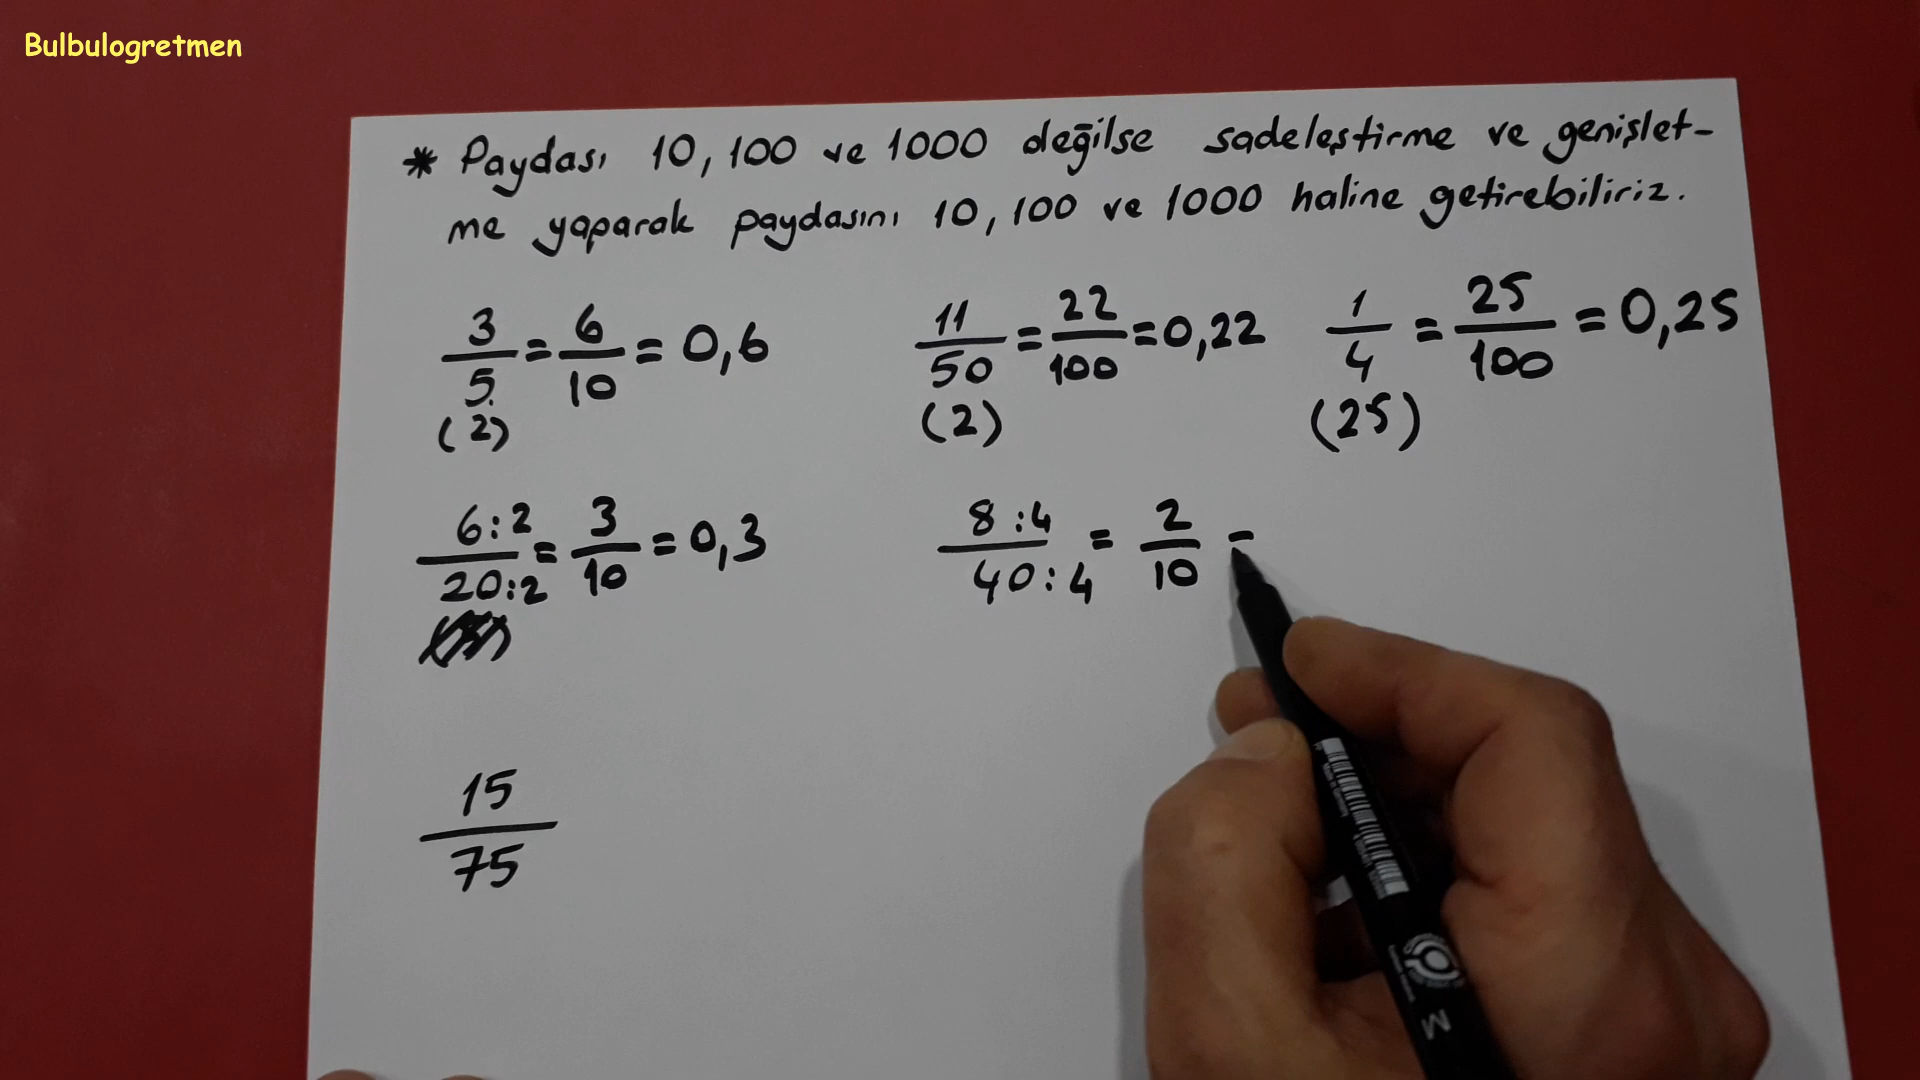 Bulbulogretmen
* Paydası 10, 100 ve 1000 değilse sadeleştirme ve genişlet-
me yaparak paydasını 10, 100 ve 1000 haline getirebiliriz.
3/5 = 6/10 = 0,6
(2)
11/50 = 22/100 = 0,22
(2)
1/4 = 25/100 = 0,25
(25)
6:2/20:2 = 3/10 = 0,3
8:4/40:4 = 2/10 -
15/75
M